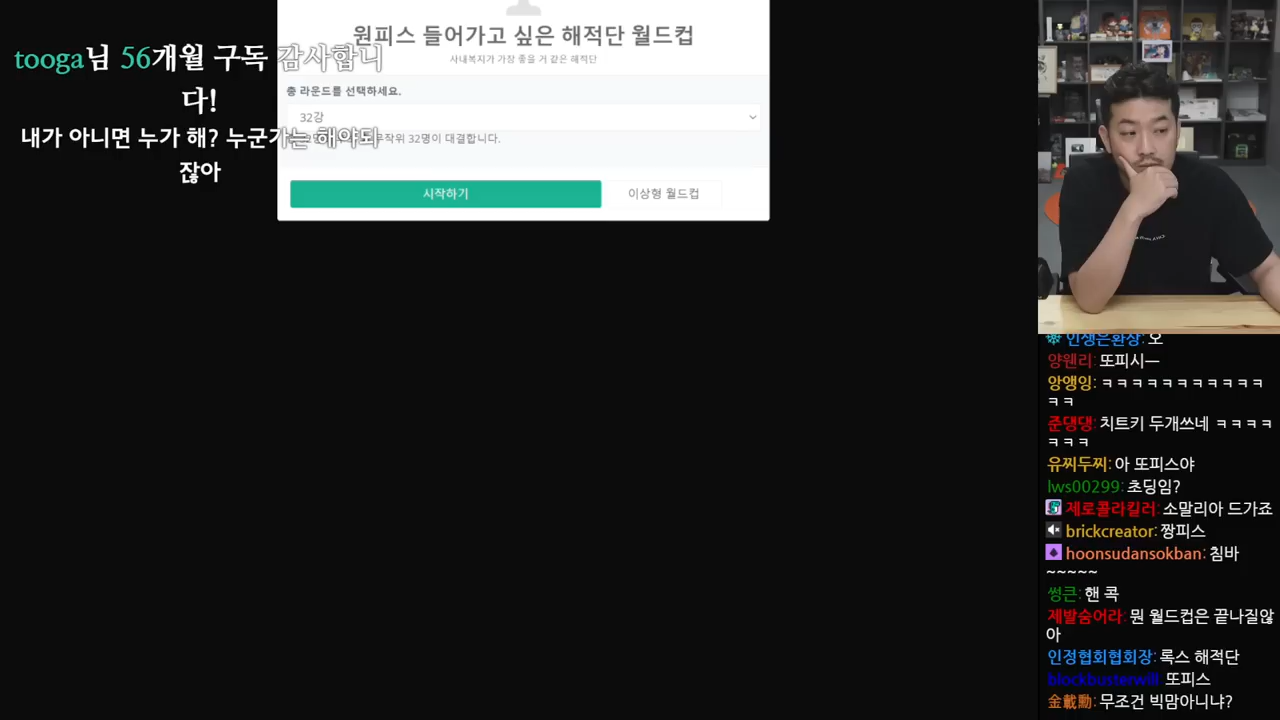 원피스 들어가고 싶은 해적단 월드컵
사내복지가 가장 좋을 거 같은 해적단
총 라운드를 선택하세요.
32강
무작위 32명이 대결합니다.
시작하기
이상형 월드컵
tooga님 56개월 구독 감사합니
다!
내가 아니면 누가 해? 누군가는 해야되
잖아
인생은환상: 오
양웬리: 또피시ㅡ
앙앵잉: ㅋㅋㅋㅋㅋㅋㅋㅋㅋㅋㅋ
ㅋㅋ
준댕댕: 치트키 두개쓰네 ㅋㅋㅋㅋ
ㅋㅋㅋ
유찌두찌: 아 또피스야
lws00299: 초딩임?
제로콜라킬러: 소말리아 드가죠
brickcreator: 짱피스
hoonsudansokban: 침바
~~~~~
썽큰: 핸 콕
제발숨어라: 뭔 월드컵은 끝나질않
아
인정협회협회장: 록스 해적단
blockbusterwill: 또피스
金載勳: 무조건 빅맘아니냐?